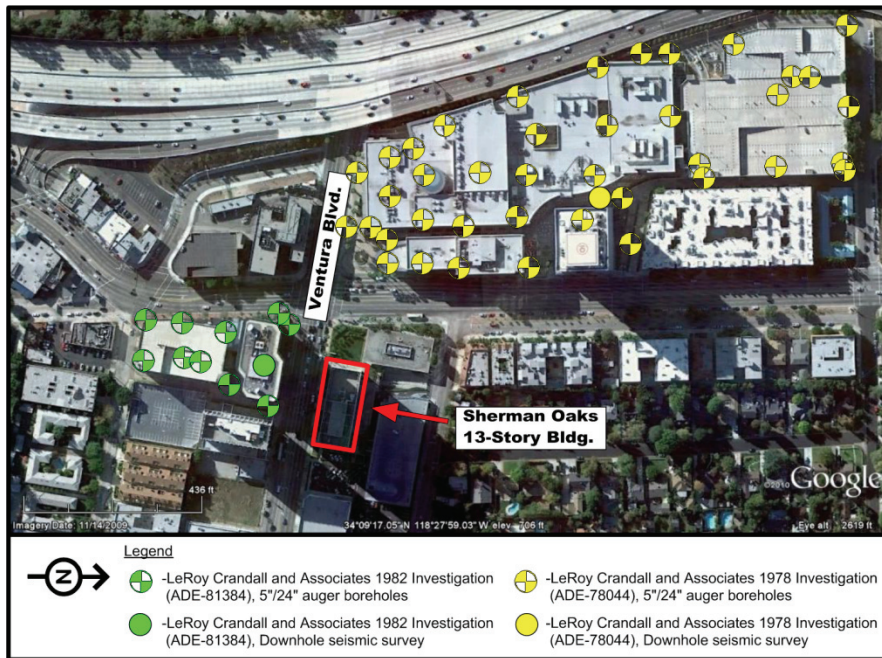 Ventura Blvd.
Sherman Oaks
13-Story Bldg.
©2010 Google
436 ft
Imagery Date: 11/14/2009
34°09'17.05" N 118°27'59.03" W elev 706 ft
Eye alt 2619 ft
Legend
N
-LeRoy Crandall and Associates 1982 Investigation
(ADE-81384), 5"/24" auger boreholes
-LeRoy Crandall and Associates 1982 Investigation
(ADE-81384), Downhole seismic survey
-LeRoy Crandall and Associates 1978 Investigation
(ADE-78044), 5"/24" auger boreholes
-LeRoy Crandall and Associates 1978 Investigation
(ADE-78044), Downhole seismic survey